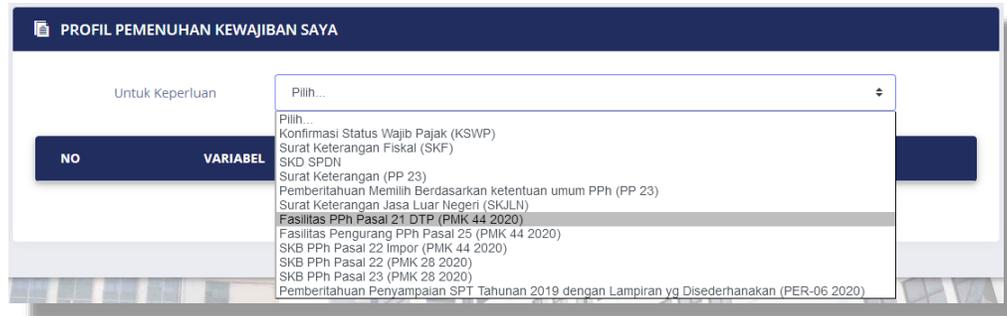 PROFIL PEMENUHAN KEWAJIBAN SAYA
Untuk Keperluan
Pilih...
Pilih...
Konfirmasi Status Wajib Pajak (KSWP)
Surat Keterangan Fiskal (SKF)
SKD SPDN
Surat Keterangan (PP 23)
Pemberitahuan Memilih Berdasarkan ketentuan umum PPh (PP 23)
Surat Keterangan Jasa Luar Negeri (SKJLN)
Fasilitas PPh Pasal 21 DTP (PMK 44 2020)
Fasilitas Pengurang PPh Pasal 25 (PMK 44 2020)
SKB PPh Pasal 22 Impor (PMK 44 2020)
SKB PPh Pasal 22 (PMK 28 2020)
SKB PPh Pasal 23 (PMK 28 2020)
Pemberitahuan Penyampaian SPT Tahunan 2019 dengan Lampiran yg Disederhanakan (PER-06 2020)
NO VARIABEL